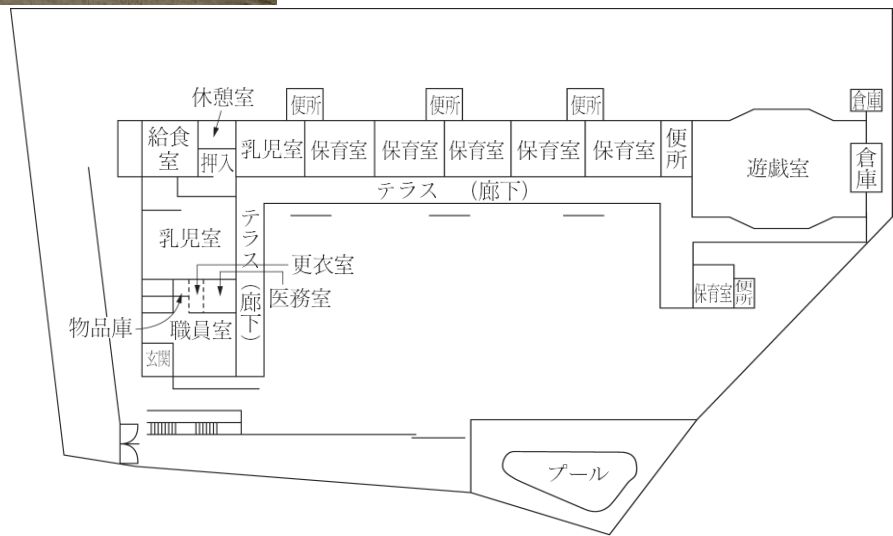 休憩室
便所
便所
便所
倉庫
給食室
押入
乳児室
保育室
保育室
保育室
保育室
保育室
便所
遊戯室
倉庫
テラス (廊下)
乳児室
テラス(廊下)
更衣室
医務室
物品庫
職員室
玄関
保育室
便所
プール